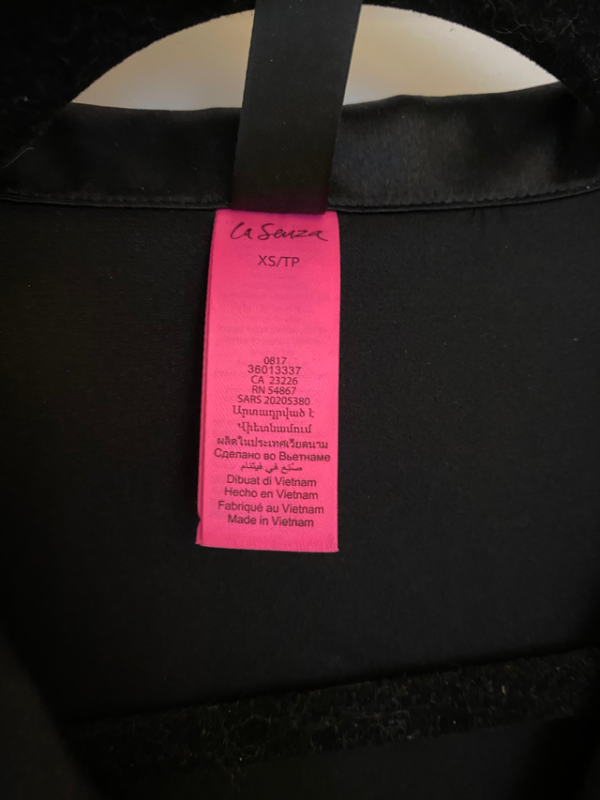 La Senza
XS/TP
0817
36013337
CA 23226
RN 54867
SARS 20205380
Արտադրված է
Վիետնամում
ผลิตในประเทศเวียดนาม
Сделано во Вьетнаме
صنع في فيتنام
Dibuat di Vietnam
Hecho en Vietnam
Fabriqué au Vietnam
Made in Vietnam